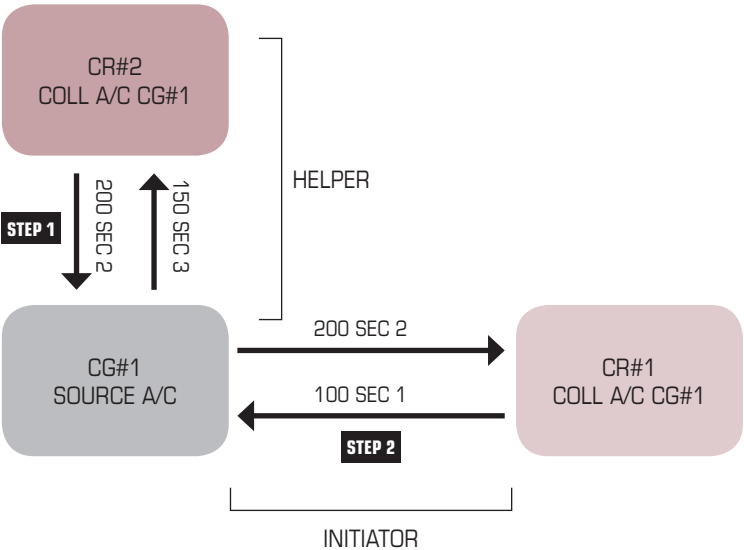 CR#2
COLL A/C CG#1
HELPER
STEP 1
200 SEC 2
150 SEC 3
CG#1
SOURCE A/C
200 SEC 2
100 SEC 1
STEP 2
CR#1
COLL A/C CG#1
INITIATOR